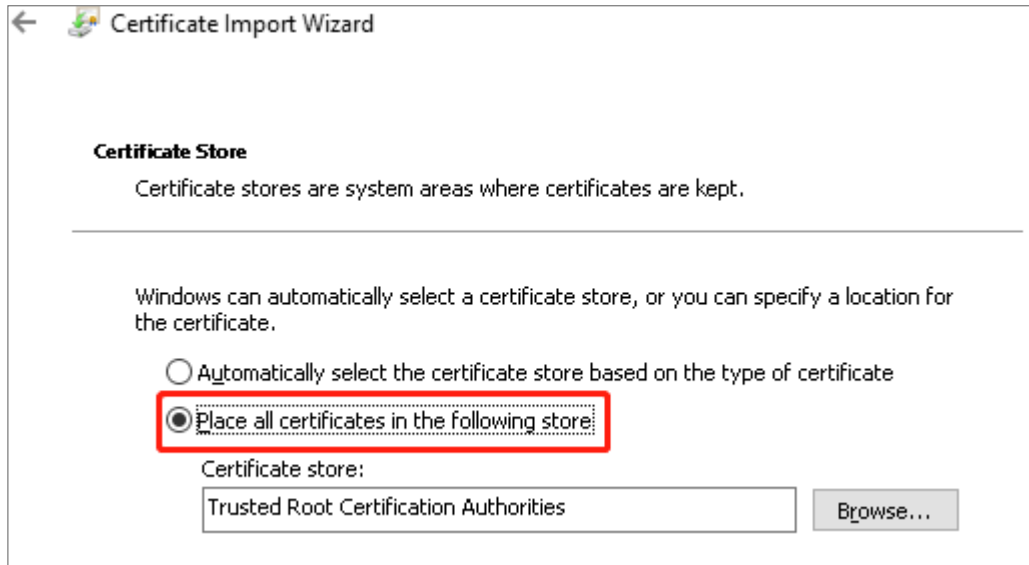 Certificate Import Wizard
Certificate Store
Certificate stores are system areas where certificates are kept.
Windows can automatically select a certificate store, or you can specify a location for
the certificate.
Automatically select the certificate store based on the type of certificate
Place all certificates in the following store
Certificate store:
Trusted Root Certification Authorities
Browse...